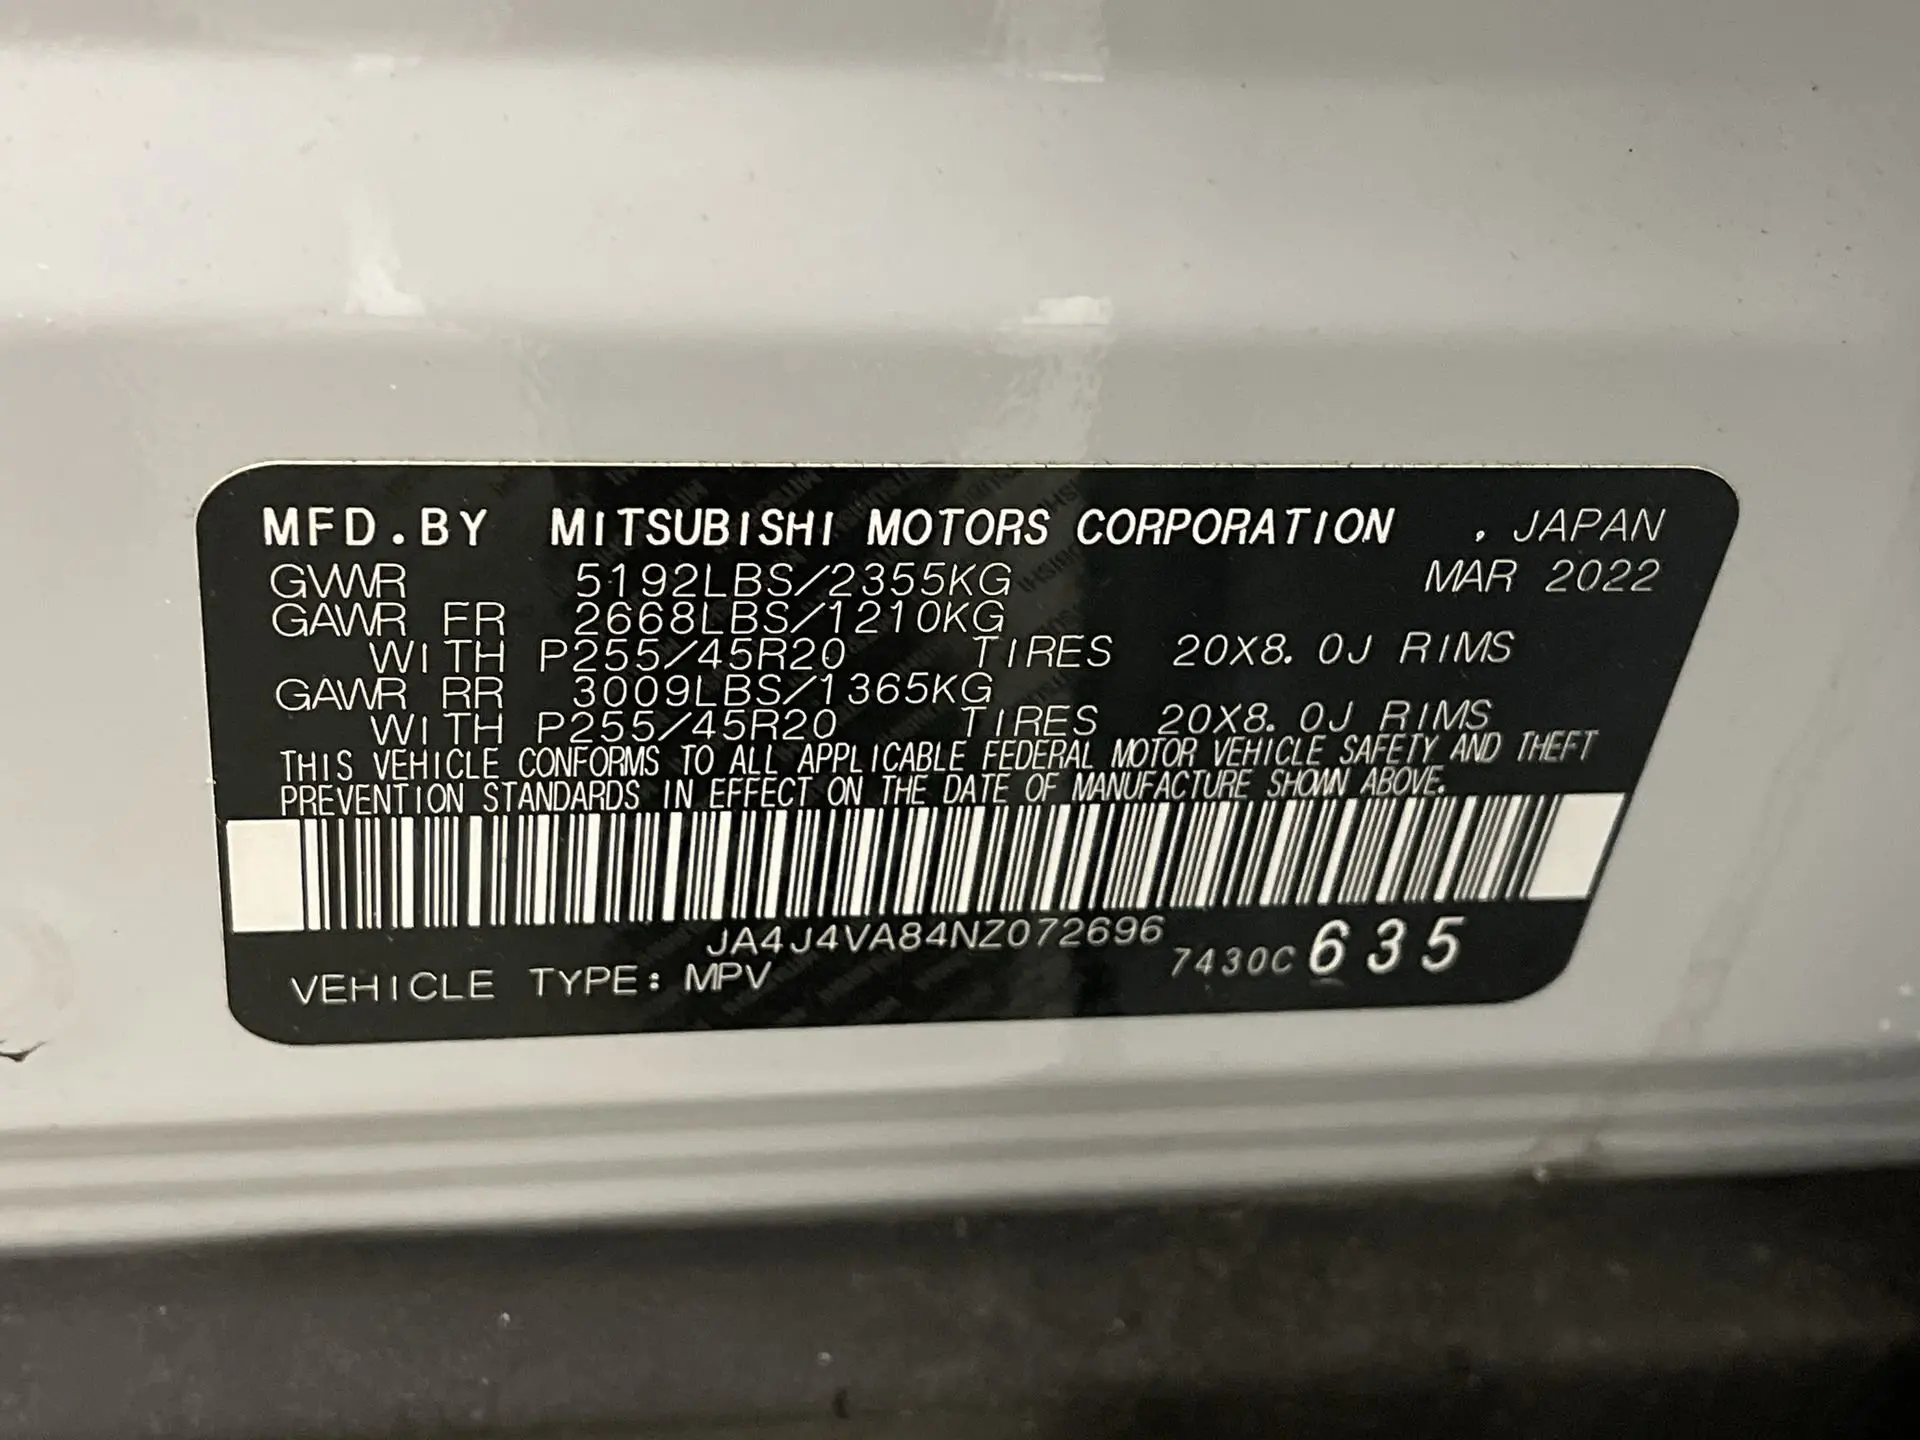 MFD.BY MITSUBISHI MOTORS CORPORATION , JAPAN
GVWR 5192LBS/2355KG MAR 2022
GAWR FR 2668LBS/1210KG
WITH P255/45R20 TIRES 20X8.0J RIMS
GAWR RR 3009LBS/1365KG
WITH P255/45R20 TIRES 20X8.0J RIMS
THIS VEHICLE CONFORMS TO ALL APPLICABLE FEDERAL MOTOR VEHICLE SAFETY AND THEFT
PREVENTION STANDARDS IN EFFECT ON THE DATE OF MANUFACTURE SHOWN ABOVE.
JA4J4VA84NZ072696
VEHICLE TYPE: MPV 7430C 635